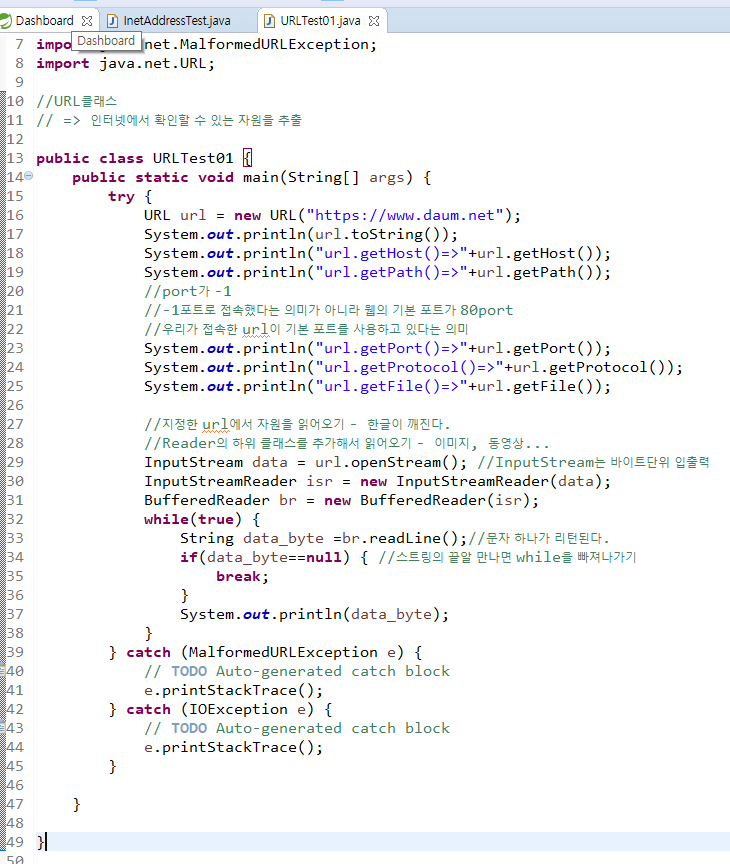 Dashboard InetAddressTest.java URLTest01.java
Dashboard
7 impo net.MalformedURLException;
8 import java.net.URL;
9
10 //URL클래스
11 // => 인터넷에서 확인할 수 있는 자원을 추출
12
13 public class URLTest01 {
14 public static void main(String[] args) {
15 try {
16 URL url = new URL("https://www.daum.net");
17 System.out.println(url.toString());
18 System.out.println("url.getHost()=>"+url.getHost());
19 System.out.println("url.getPath()=>"+url.getPath());
20 //port가 -1
21 //-1포트로 접속했다는 의미가 아니라 웹의 기본 포트가 80port
22 //우리가 접속한 url이 기본 포트를 사용하고 있다는 의미
23 System.out.println("url.getPort()=>"+url.getPort());
24 System.out.println("url.getProtocol()=>"+url.getProtocol());
25 System.out.println("url.getFile()=>"+url.getFile());
26
27 //지정한 url에서 자원을 읽어오기 - 한글이 깨진다.
28 //Reader의 하위 클래스를 추가해서 읽어오기 - 이미지, 동영상...
29 InputStream data = url.openStream(); //InputStream는 바이트단위 입출력
30 InputStreamReader isr = new InputStreamReader(data);
31 BufferedReader br = new BufferedReader(isr);
32 while(true) {
33 String data_byte =br.readLine();//문자 하나가 리턴된다.
34 if(data_byte==null) { //스트링의 끝알 만나면 while을 빠져나가기
35 break;
36 }
37 System.out.println(data_byte);
38 }
39 } catch (MalformedURLException e) {
40 // TODO Auto-generated catch block
41 e.printStackTrace();
42 } catch (IOException e) {
43 // TODO Auto-generated catch block
44 e.printStackTrace();
45 }
46
47 }
48
49 }
50